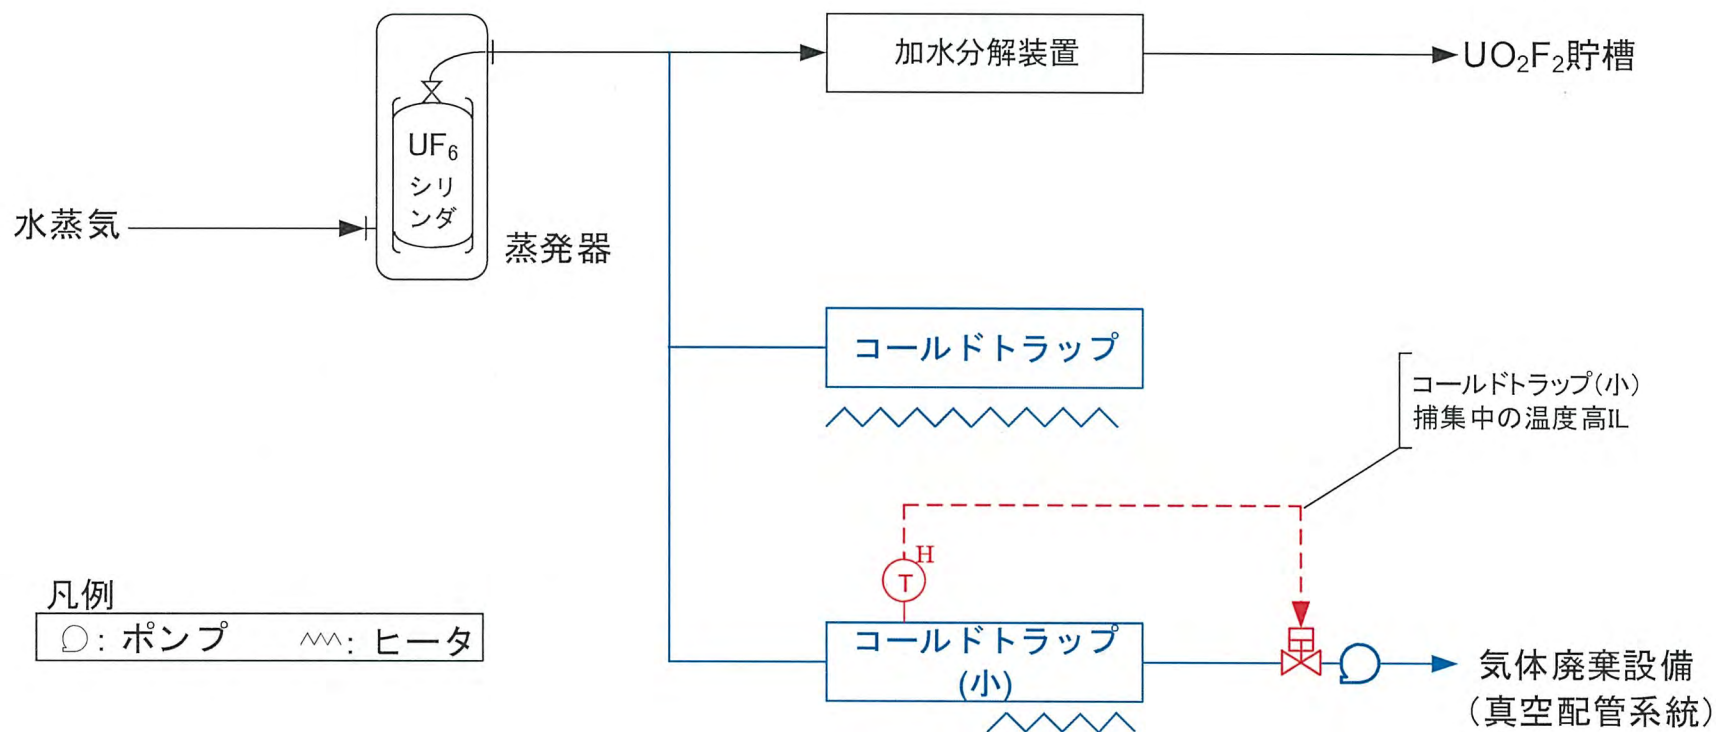 加水分解装置
UO₂F₂貯槽
UF₆
シリ
ンダ
水蒸気
蒸発器
コールドトラップ
コールドトラップ(小)
捕集中の温度高IL
H
T
凡例
：ポンプ　：ヒータ
コールドトラップ
(小)
気体廃棄設備
(真空配管系統)